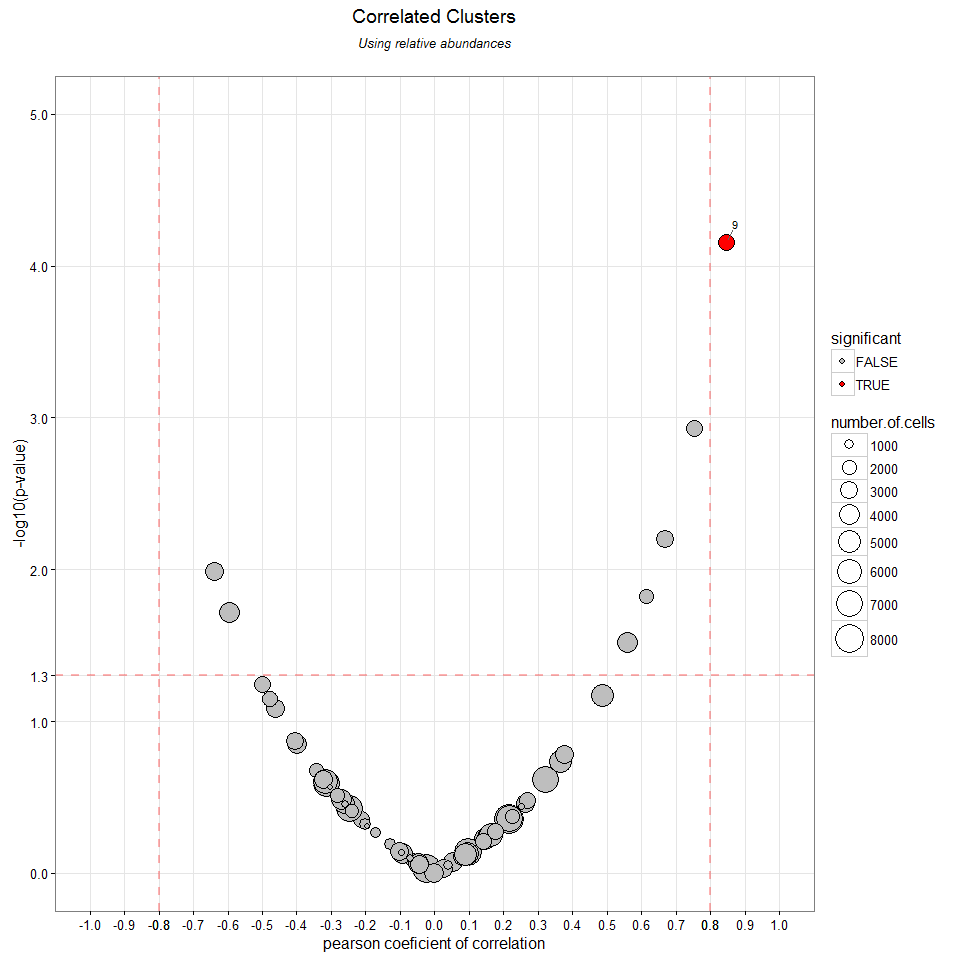 Correlated Clusters
Using relative abundances
5.0
4.0
3.0
2.0
1.3
1.0
0.0
-log10(p-value)
9
-1.0 -0.9 -0.8 -0.7 -0.6 -0.5 -0.4 -0.3 -0.2 -0.1 0.0 0.1 0.2 0.3 0.4 0.5 0.6 0.7 0.8 0.9 1.0
pearson coeficient of correlation
significant
FALSE
TRUE
number.of.cells
1000
2000
3000
4000
5000
6000
7000
8000